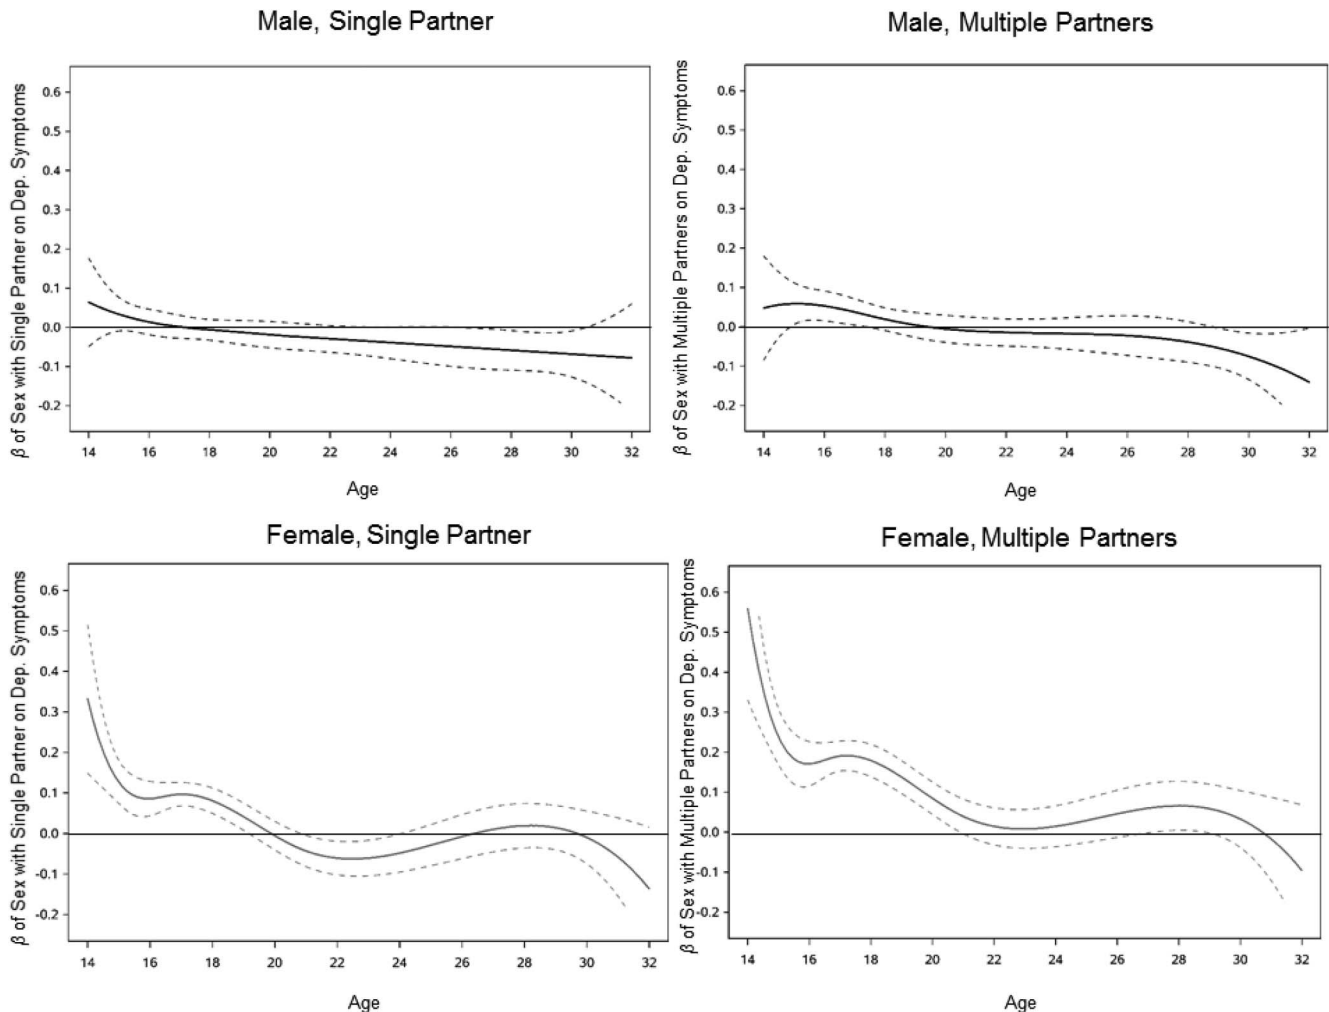 Male, Single Partner
β of Sex with Single Partner on Dep. Symptoms
0.6
0.5
0.4
0.3
0.2
0.1
0.0
-0.1
-0.2
14 16 18 20 22 24 26 28 30 32
Age
Male, Multiple Partners
β of Sex with Multiple Partners on Dep. Symptoms
0.6
0.5
0.4
0.3
0.2
0.1
0.0
-0.1
-0.2
14 16 18 20 22 24 26 28 30 32
Age
Female, Single Partner
β of Sex with Single Partner on Dep. Symptoms
0.6
0.5
0.4
0.3
0.2
0.1
0.0
-0.1
-0.2
14 16 18 20 22 24 26 28 30 32
Age
Female, Multiple Partners
β of Sex with Multiple Partners on Dep. Symptoms
0.6
0.5
0.4
0.3
0.2
0.1
0.0
-0.1
-0.2
14 16 18 20 22 24 26 28 30 32
Age